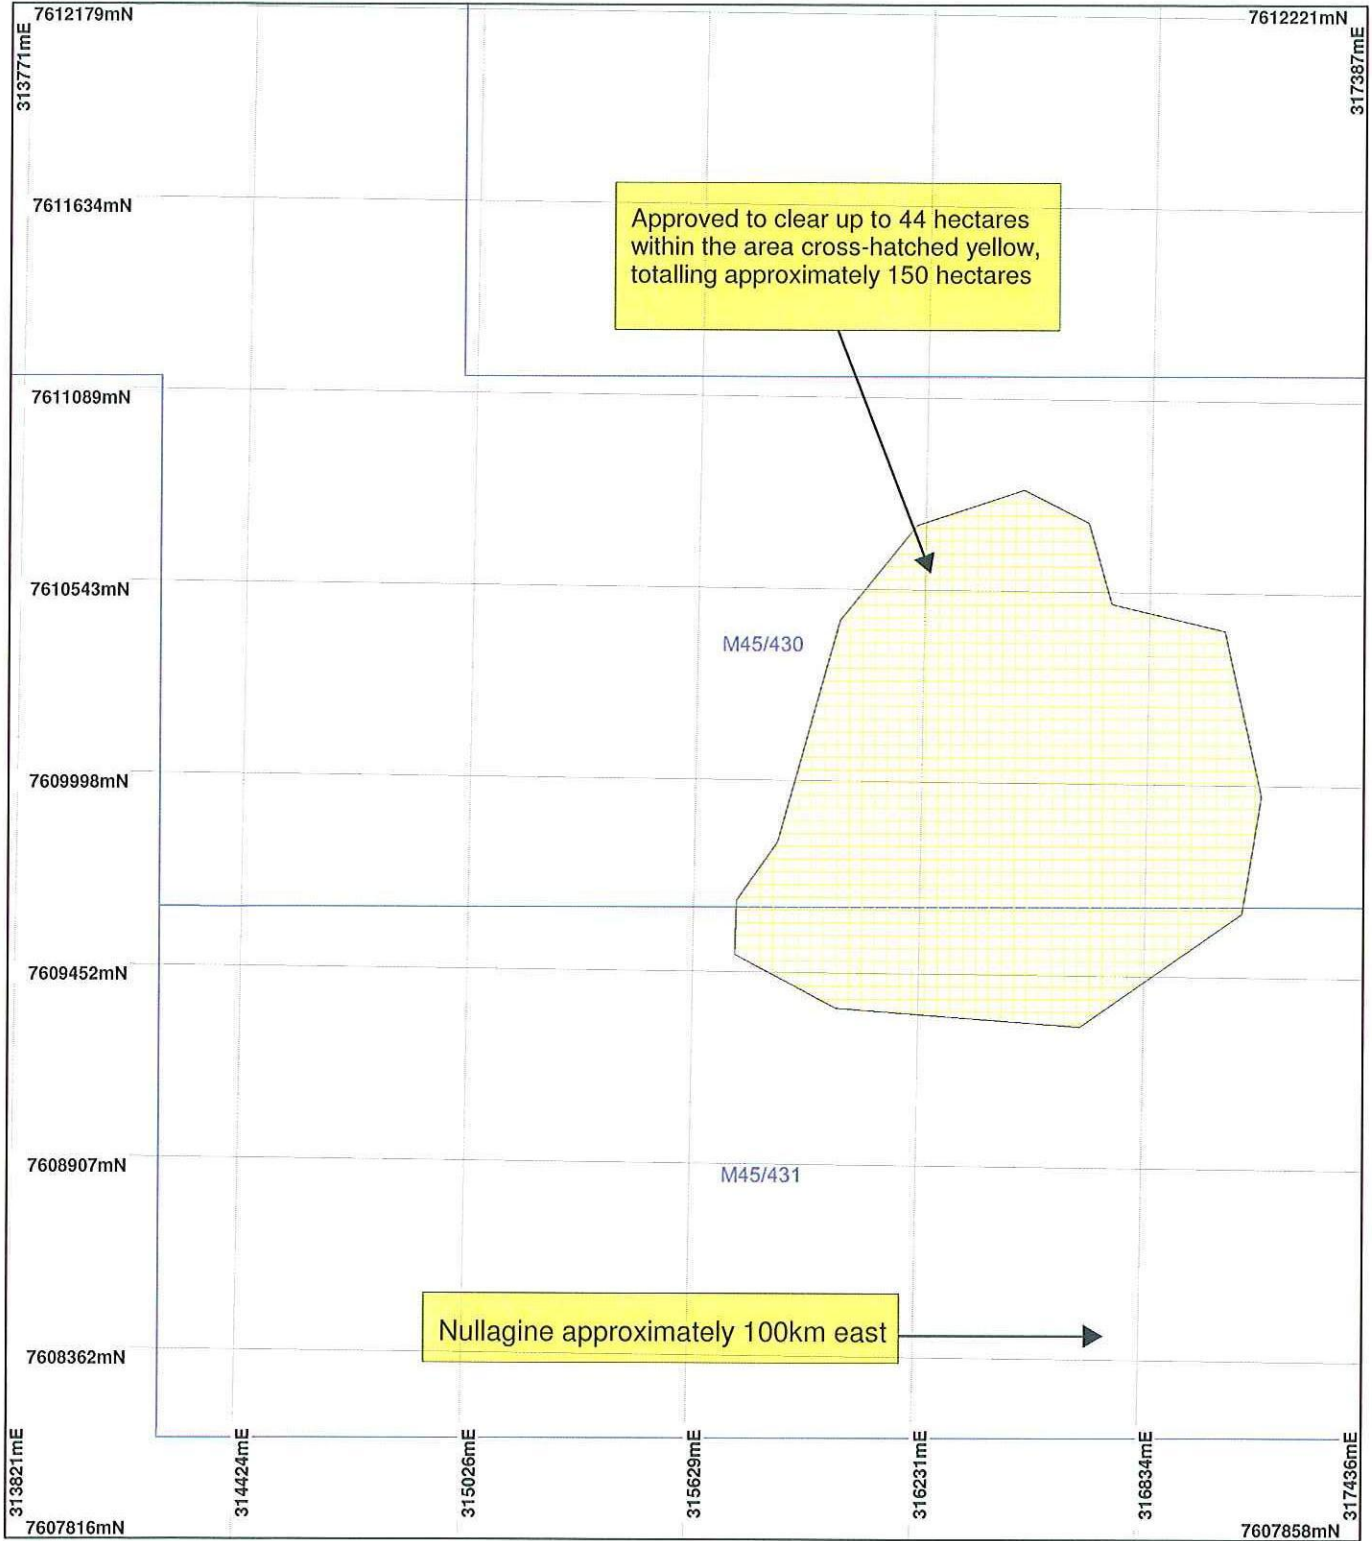 7612179mN
7612221mN
313771mE
317387mE
7611634mN
Approved to clear up to 44 hectares
within the area cross-hatched yellow,
totalling approximately 150 hectares
7611089mN
7610543mN
M45/430
7609998mN
7609452mN
7608907mN
M45/431
Nullagine approximately 100km east
7608362mN
313821mE
314424mE
315026mE
315629mE
316231mE
316834mE
317436mE
7607816mN
7607858mN